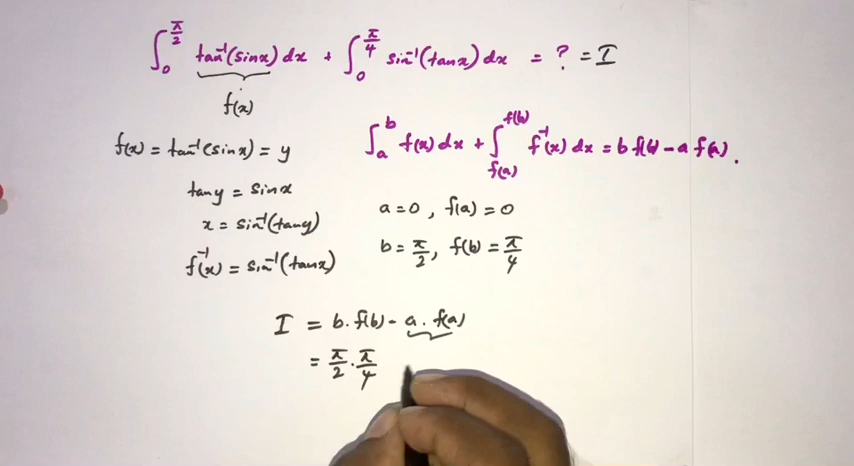 ∫₀^(π/2) tan⁻¹(sinx) dx + ∫₀^(π/4) sin⁻¹(tanx) dx = ? = I
f(x)
f(x) = tan⁻¹(sinx) = y
∫ₐᵇ f(x) dx + ∫_(f(a))^(f(b)) f⁻¹(x) dx = b f(b) - a f(a).
tany = sinx
x = sin⁻¹(tany)
f⁻¹(x) = sin⁻¹(tanx)
a=0, f(a) = 0
b = π/2, f(b) = π/4
I = b.f(b) - a.f(a)
= π/2 . π/4